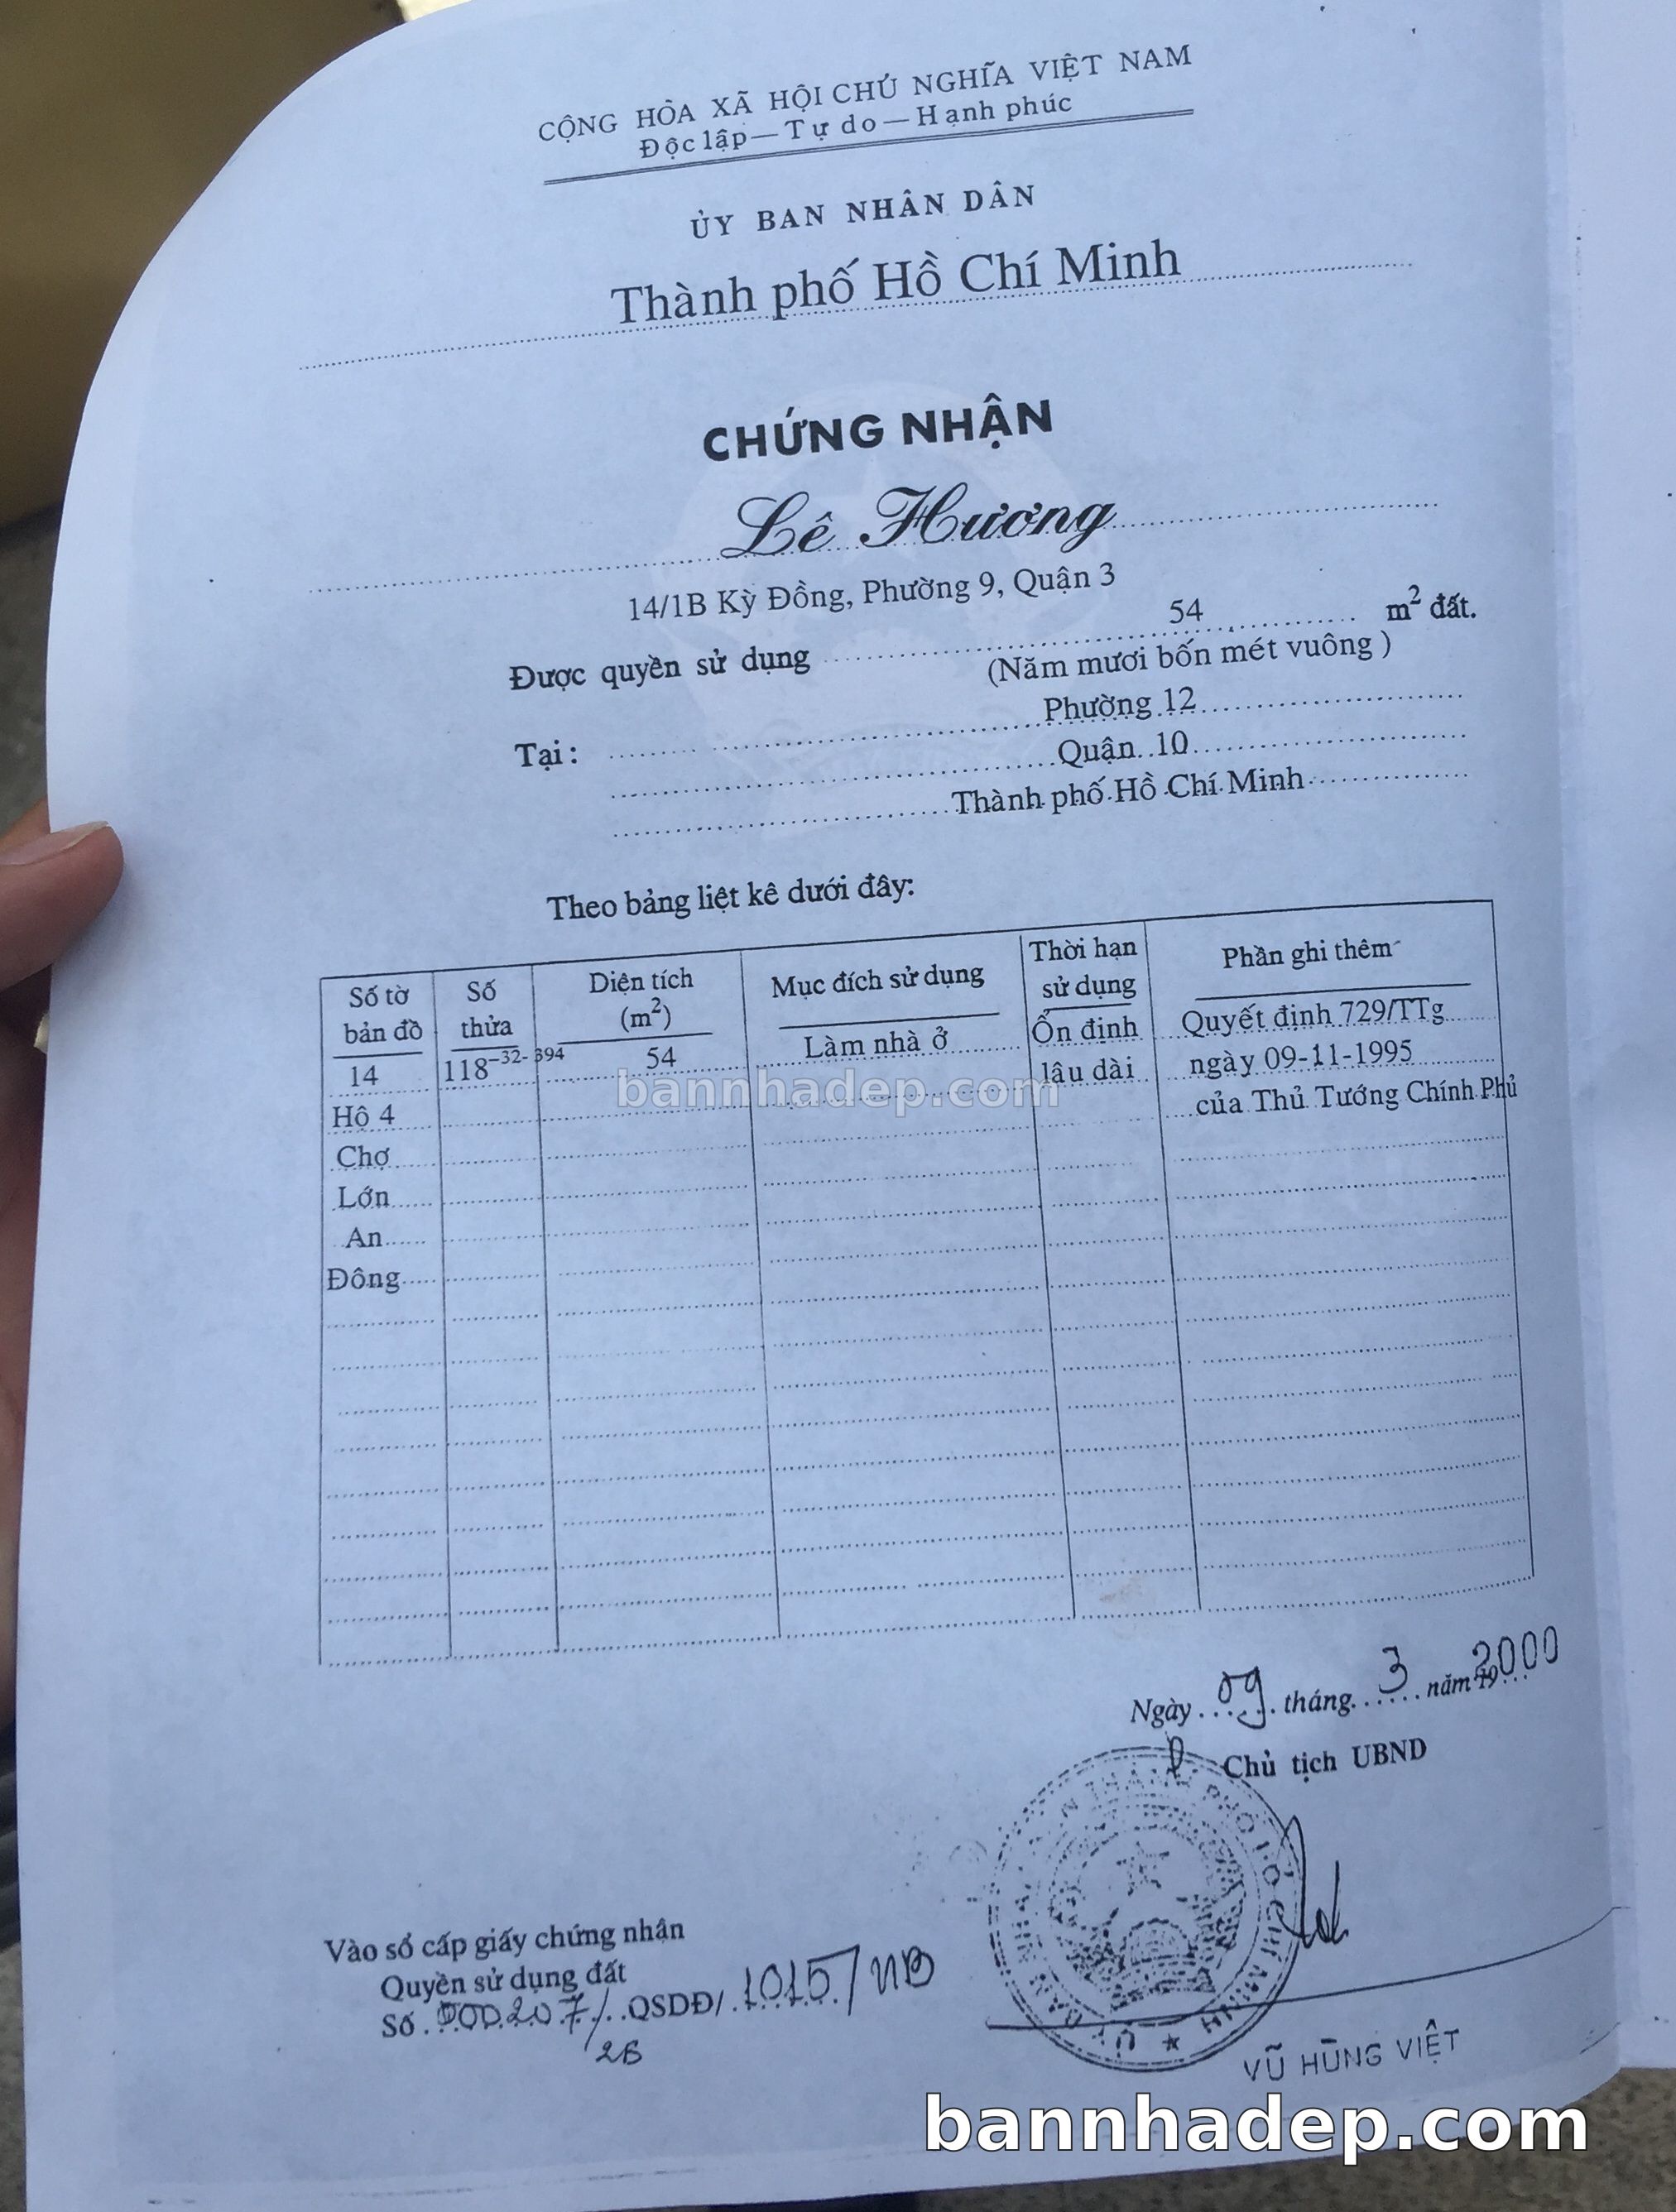 CỘNG HÒA XÃ HỘI CHỦ NGHĨA VIỆT NAM
Độc lập — Tự do — Hạnh phúc
ỦY BAN NHÂN DÂN
Thành phố Hồ Chí Minh
CHỨNG NHẬN
Lê Hương
14/1B Kỳ Đồng, Phường 9, Quận 3
Được quyền sử dụng 54 m² đất.
(Năm mươi bốn mét vuông )
Tại : Phường 12
Quận 10
Thành phố Hồ Chí Minh
Theo bảng liệt kê dưới đây:
Số tờ bản đồ
Số thửa
Diện tích (m²)
Mục đích sử dụng
Thời hạn sử dụng
Phần ghi thêm
14 118-32-394 54 Làm nhà ở Ổn định Quyết định 729/TTg
Hộ 4 lâu dài ngày 09-11-1995
Chợ của Thủ Tướng Chính Phủ
Lớn
An
Đông
Ngày 09 tháng 3 năm 2000
Chủ tịch UBND
Vào sổ cấp giấy chứng nhận
Quyền sử dụng đất
Số 00207/2B QSDĐ/ 1015/
VŨ HÙNG VIỆT
bannhadep.com
bannhadep.com